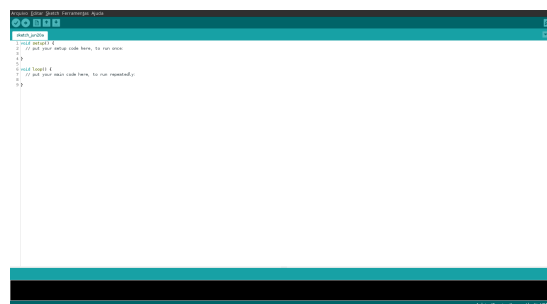 Arquivo Editar Sketch Ferramentas Ajuda
sketch_jun26a
1 void setup() {
2 // put your setup code here, to run once:
3
4 }
5
6 void loop() {
7 // put your main code here, to run repeatedly:
8
9 }